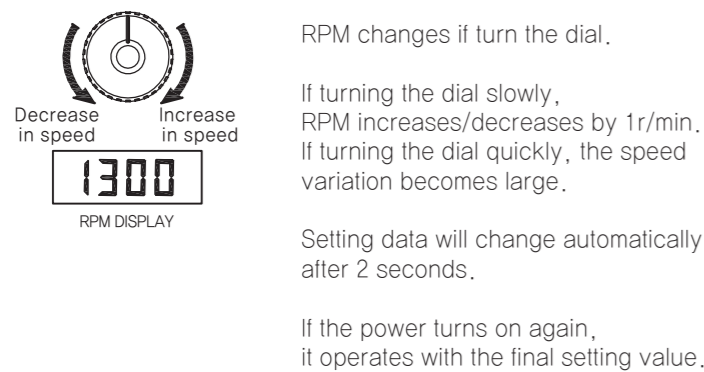 Decrease
in speed
Increase
in speed
1300
RPM DISPLAY
RPM changes if turn the dial.
If turning the dial slowly,
RPM increases/decreases by 1r/min.
If turning the dial quickly, the speed
variation becomes large.
Setting data will change automatically
after 2 seconds.
If the power turns on again,
it operates with the final setting value.